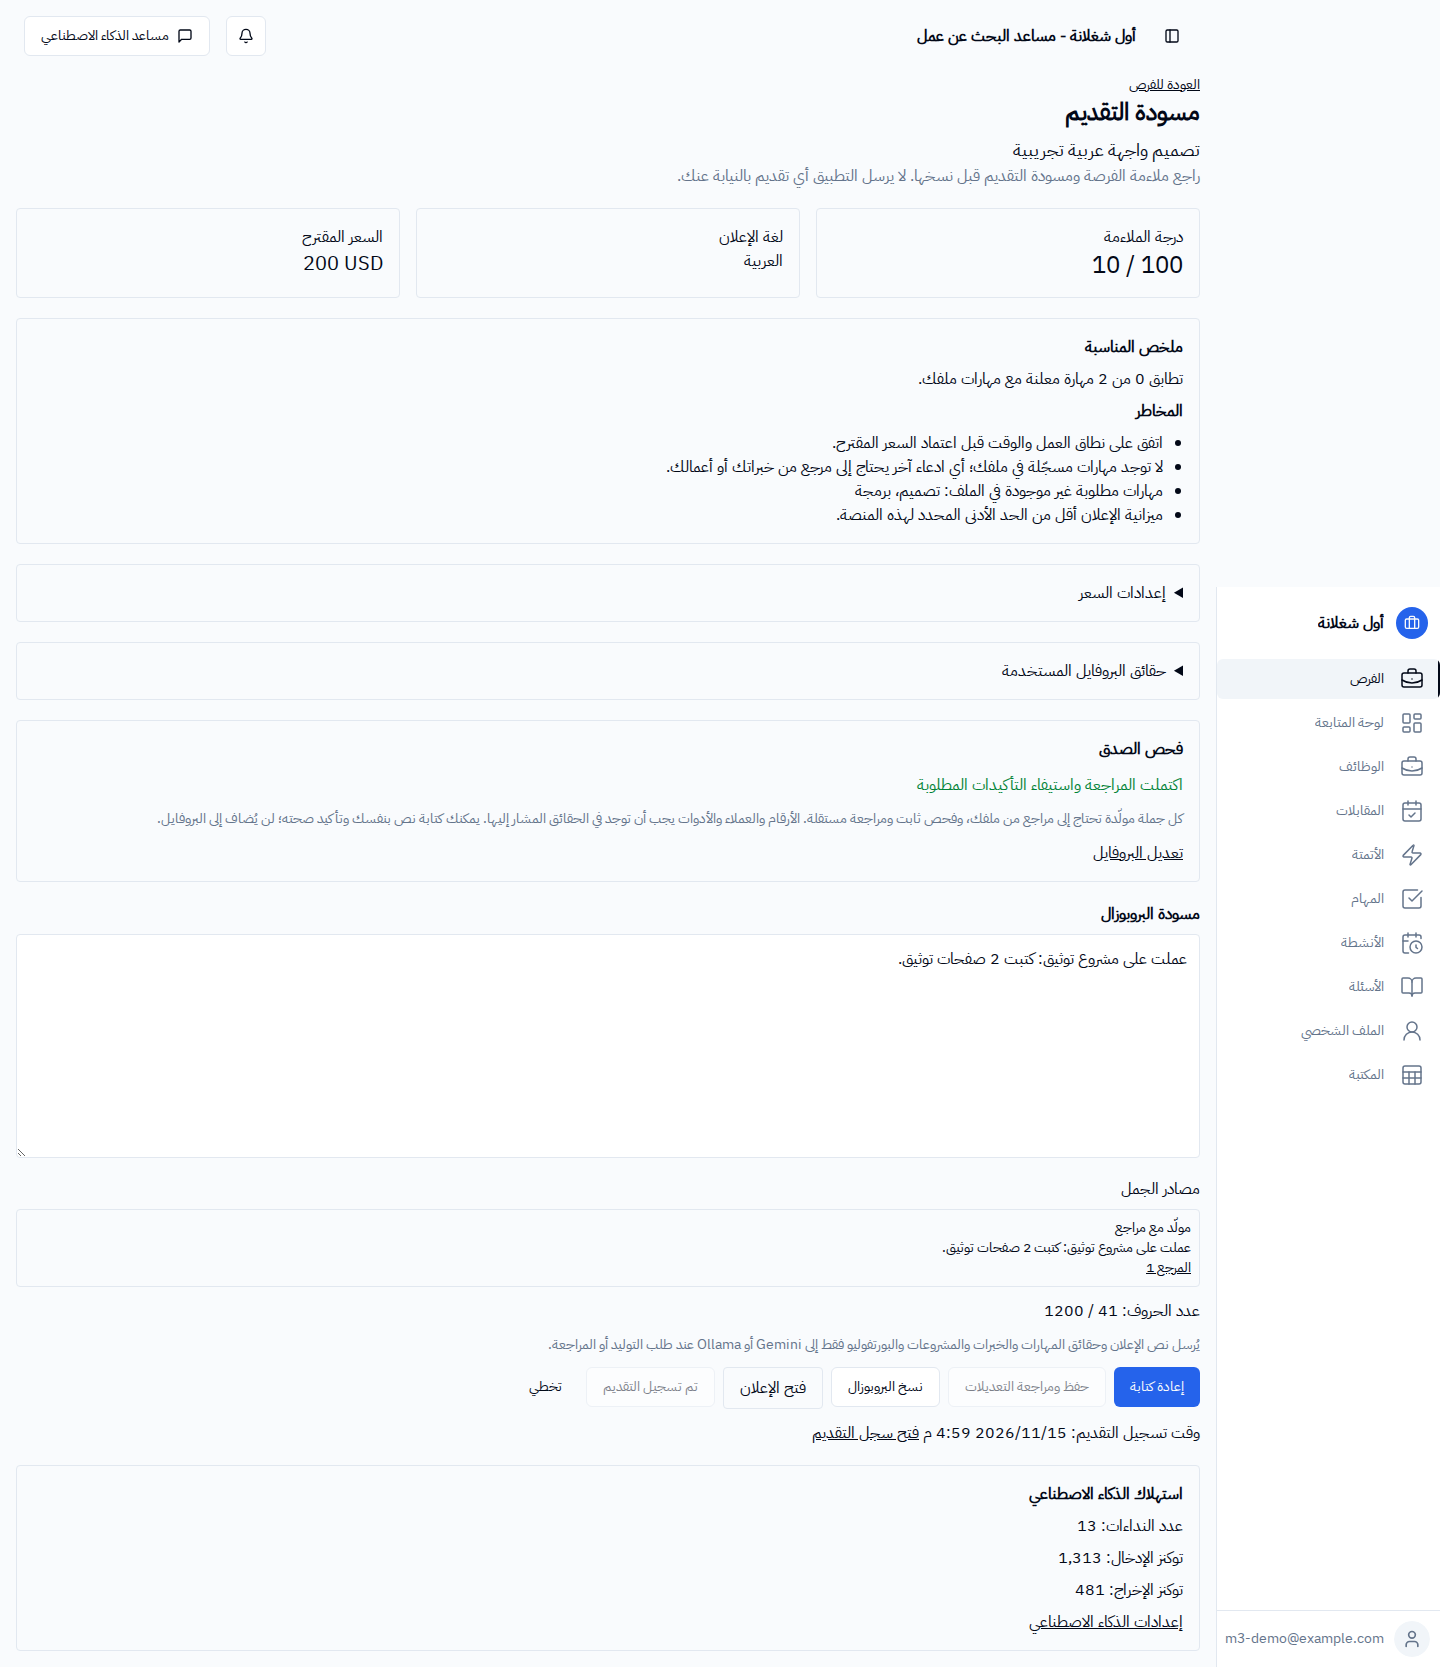 أول شغلانة - مساعد البحث عن عمل
مساعد الذكاء الاصطناعي
العودة للفرص
مسودة التقديم
تصميم واجهة عربية تجريبية
راجع ملاءمة الفرصة ومسودة التقديم قبل نسخها. لا يرسل التطبيق أي تقديم بالنيابة عنك.
درجة الملاءمة
10 / 100
لغة الإعلان
العربية
السعر المقترح
200 USD
ملخص المناسبة
تطابق 0 من 2 مهارة معلنة مع مهارات ملفك.
المخاطر
اتفق على نطاق العمل والوقت قبل اعتماد السعر المقترح.
لا توجد مهارات مسجّلة في ملفك؛ أي ادعاء آخر يحتاج إلى مرجع من خبراتك أو أعمالك.
مهارات مطلوبة غير موجودة في الملف: تصميم، برمجة
ميزانية الإعلان أقل من الحد الأدنى المحدد لهذه المنصة.
إعدادات السعر
حقائق البروفايل المستخدمة
فحص الصدق
اكتملت المراجعة واستيفاء التأكيدات المطلوبة
كل جملة مولّدة تحتاج إلى مراجع من ملفك، وفحص ثابت ومراجعة مستقلة. الأرقام والعملاء والأدوات يجب أن توجد في الحقائق المشار إليها. يمكنك كتابة نص بنفسك وتأكيد صحته؛ لن يُضاف إلى البروفايل.
تعديل البروفايل
مسودة البروبوزال
عملت على مشروع توثيق: كتبت 2 صفحات توثيق.
مصادر الجمل
مولّد مع مراجع
عملت على مشروع توثيق: كتبت 2 صفحات توثيق.
المرجع 1
عدد الحروف: 41 / 1200
يُرسل نص الإعلان وحقائق المهارات والخبرات والمشروعات والبورتفوليو فقط إلى Gemini أو Ollama عند طلب التوليد أو المراجعة.
إعادة كتابة
حفظ ومراجعة التعديلات
نسخ البروبوزال
فتح الإعلان
تم تسجيل التقديم
تخطي
وقت تسجيل التقديم: 2026/11/15 4:59 م فتح سجل التقديم
استهلاك الذكاء الاصطناعي
عدد النداءات: 13
توكنز الإدخال: 1,313
توكنز الإخراج: 481
إعدادات الذكاء الاصطناعي
أول شغلانة
الفرص
لوحة المتابعة
الوظائف
المقابلات
الأتمتة
المهام
الأنشطة
الأسئلة
الملف الشخصي
المكتبة
m3-demo@example.com